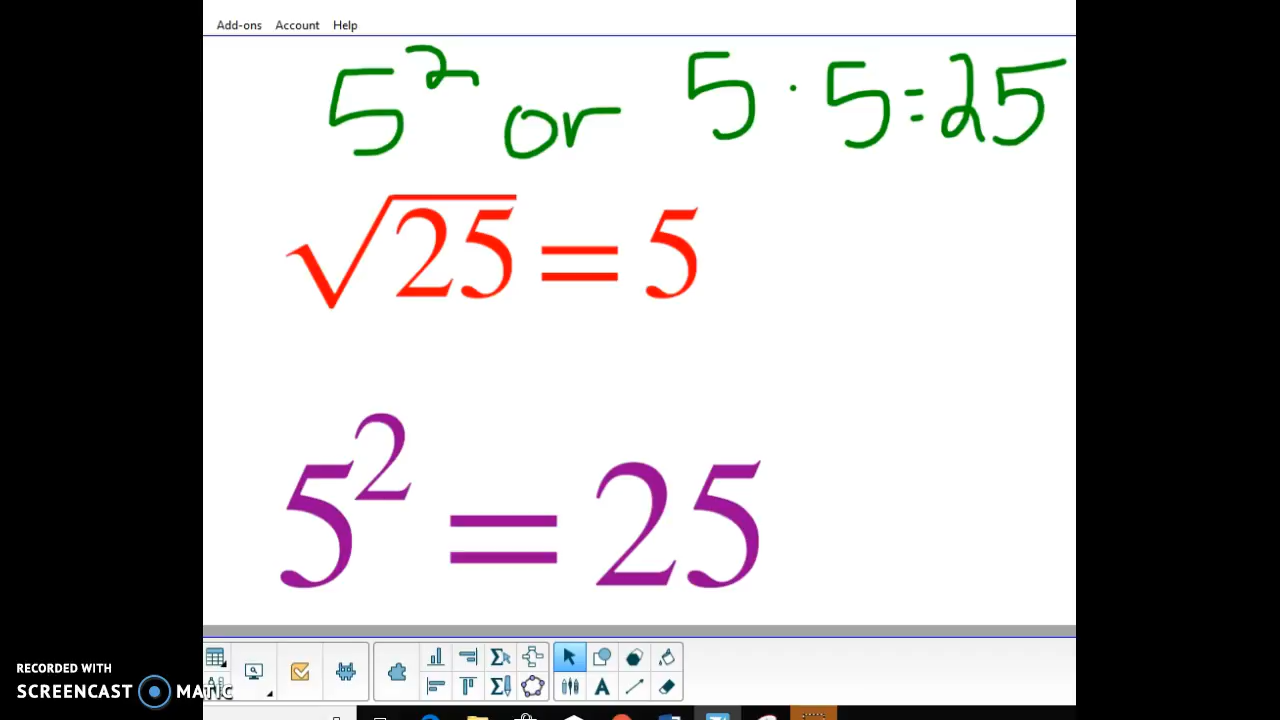 Add-ons Account Help
5² or 5 · 5 = 25
√25 = 5
5² = 25
RECORDED WITH
SCREENCAST MATIC